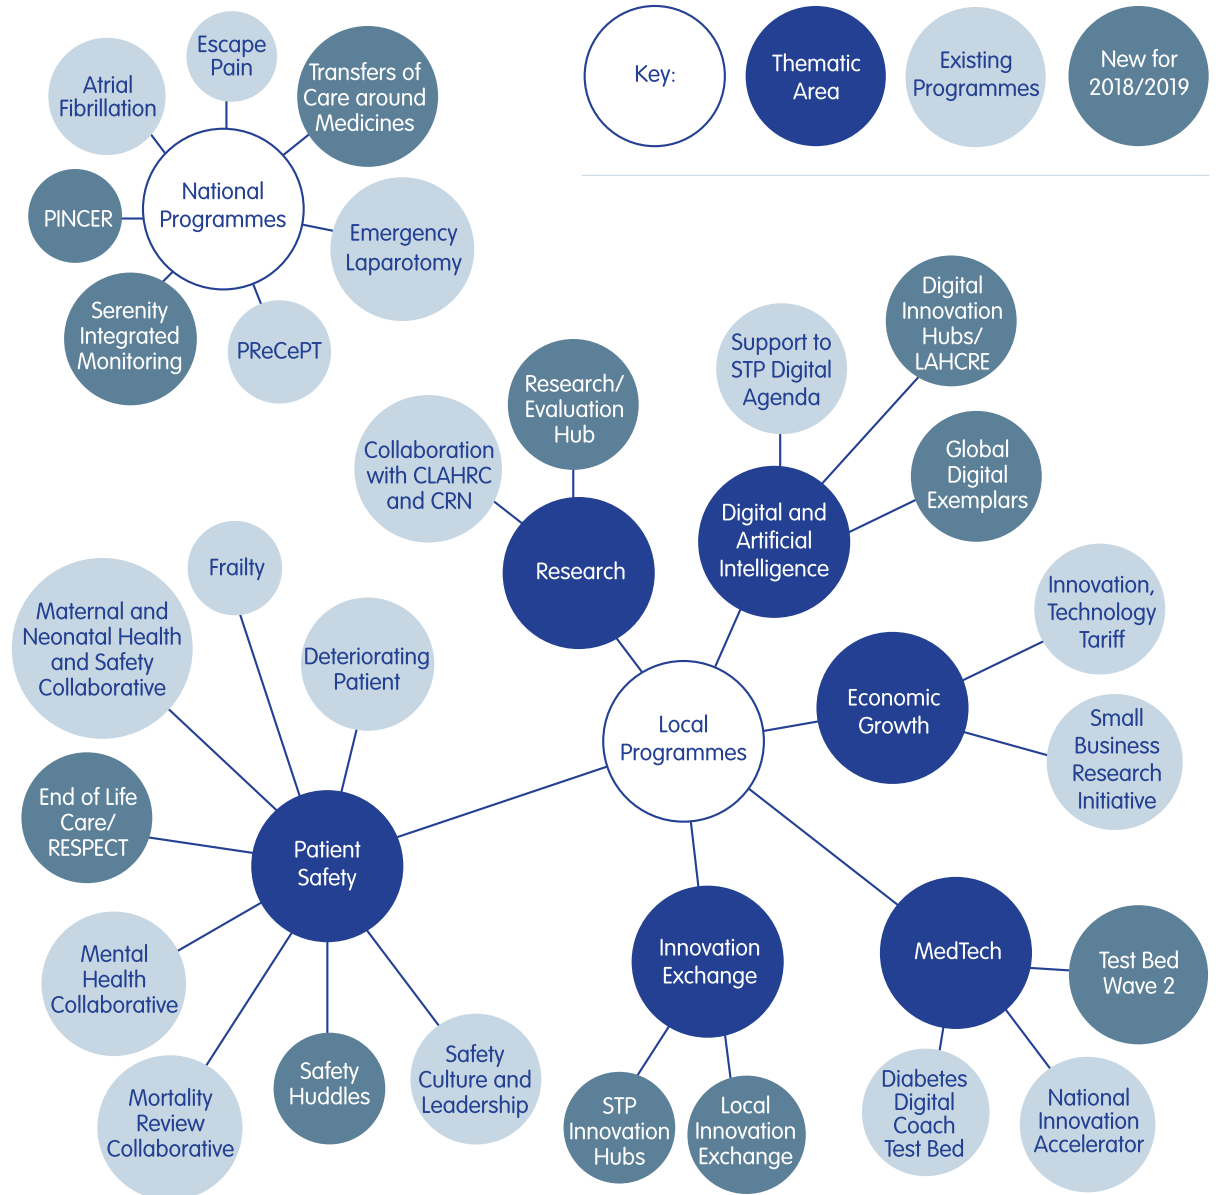 Escape
Pain
Atrial
Fibrillation
Transfers of
Care around
Medicines
National
Programmes
PINCER
Emergency
Laparotomy
Serenity
Integrated
Monitoring
PReCePT
Key:
Thematic
Area
Existing
Programmes
New for
2018/2019
Digital
Innovation
Hubs/
LAHCRE
Support to
STP Digital
Agenda
Research/
Evaluation
Hub
Collaboration
with CLAHRC
and CRN
Global
Digital
Exemplars
Digital and
Artificial
Intelligence
Research
Frailty
Maternal and
Neonatal Health
and Safety
Collaborative
Deteriorating
Patient
Innovation,
Technology
Tariff
Economic
Growth
Local
Programmes
Small
Business
Research
Initiative
End of Life
Care/
RESPECT
Patient
Safety
Mental
Health
Collaborative
Innovation
Exchange
MedTech
Test Bed
Wave 2
Mortality
Review
Collaborative
Safety
Huddles
Safety
Culture and
Leadership
STP
Innovation
Hubs
Local
Innovation
Exchange
Diabetes
Digital
Coach
Test Bed
National
Innovation
Accelerator